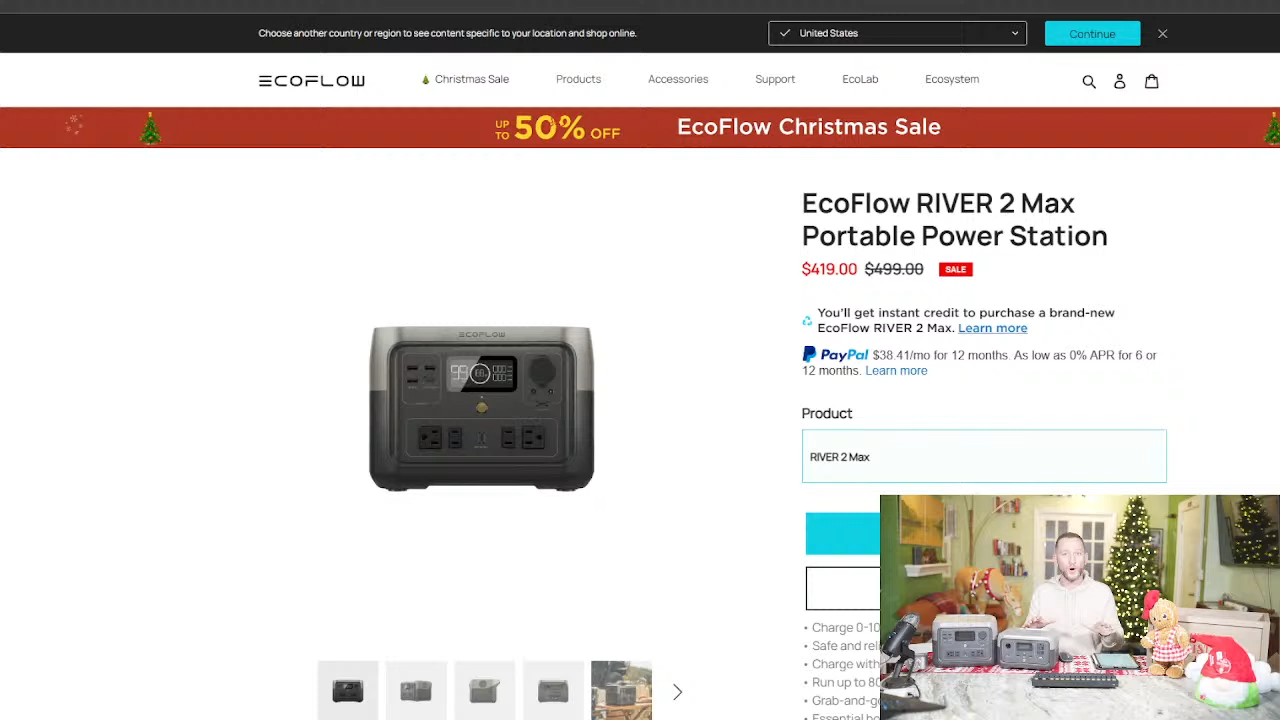 Choose another country or region to see content specific to your location and shop online.
United States
Continue
ECOFLOW
Christmas Sale
Products
Accessories
Support
EcoLab
Ecosystem
UP TO 50% OFF
EcoFlow Christmas Sale
EcoFlow RIVER 2 Max
Portable Power Station
$419.00 $499.00 SALE
You'll get instant credit to purchase a brand-new
EcoFlow RIVER 2 Max. Learn more
PayPal $38.41/mo for 12 months. As low as 0% APR for 6 or
12 months. Learn more
Product
RIVER 2 Max
ECOFLOW
99
• Charge 0-10
• Safe and reli
• Charge with
• Run up to 80
• Grab-and-go
• Essential ho